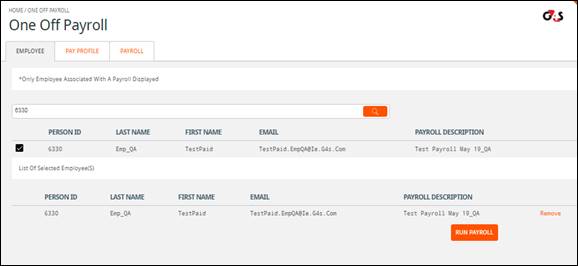 HOME / ONE OFF PAYROLL
One Off Payroll
G4S
EMPLOYEE PAY PROFILE PAYROLL
*Only Employee Associated With A Payroll Displayed
6330
PERSON ID LAST NAME FIRST NAME EMAIL PAYROLL DESCRIPTION
6330 Emp_QA TestPaid TestPaid.EmpQA@Ie.G4s.Com Test Payroll May 19_QA
List Of Selected Employee(S)
PERSON ID LAST NAME FIRST NAME EMAIL PAYROLL DESCRIPTION
6330 Emp_QA TestPaid TestPaid.EmpQA@Ie.G4s.Com Test Payroll May 19_QA Remove
RUN PAYROLL